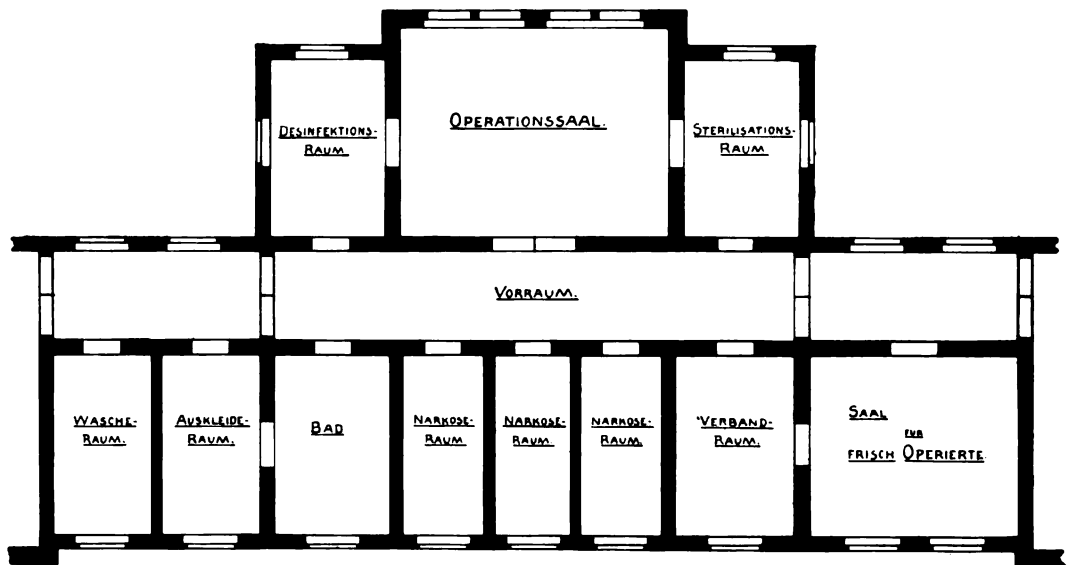 OPERATIONSSAAL.
DESINFEKTIONS-
RAUM
STERILISATIONS-
RAUM
VORRAUM.
WASCHE-
RAUM.
AUSKLEIDE-
RAUM.
BAD
NARKOSE-
RAUM
NARKOSE-
RAUM.
NARKOSE-
RAUM.
VERBAND-
RAUM.
SAAL
FUR
FRISCH OPERIERTE.